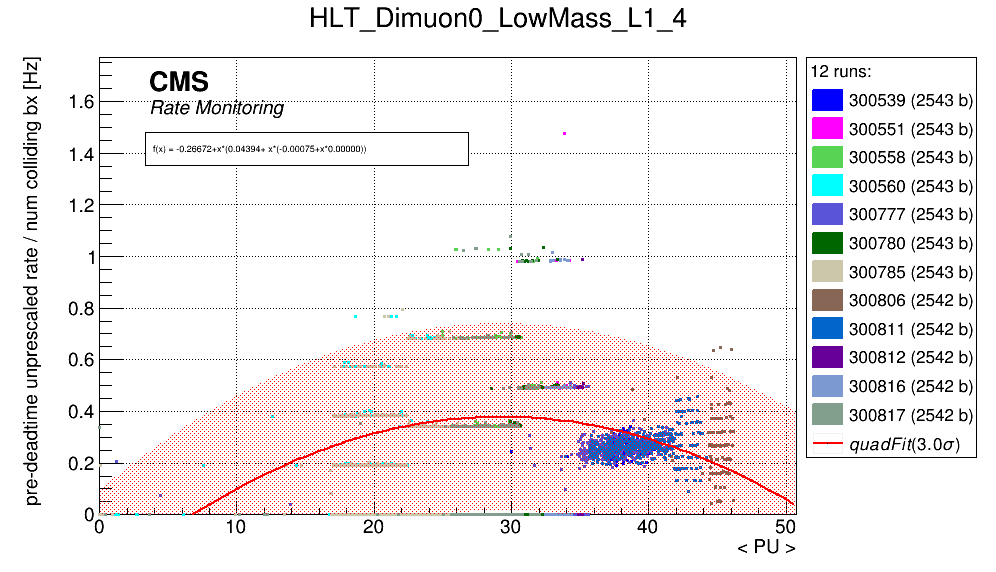 HLT_Dimuon0_LowMass_L1_4
pre-deadtime unprescaled rate / num colliding bx [Hz]
CMS
Rate Monitoring
f(x) = -0.26672+x*(0.04394+ x*(-0.00075+x*0.00000))
1.6
1.4
1.2
1
0.8
0.6
0.4
0.2
0
0 10 20 30 40 50
< PU >
12 runs:
300539 (2543 b)
300551 (2543 b)
300558 (2543 b)
300560 (2543 b)
300777 (2543 b)
300780 (2543 b)
300785 (2543 b)
300806 (2542 b)
300811 (2542 b)
300812 (2542 b)
300816 (2542 b)
300817 (2542 b)
quadFit(3.0σ)